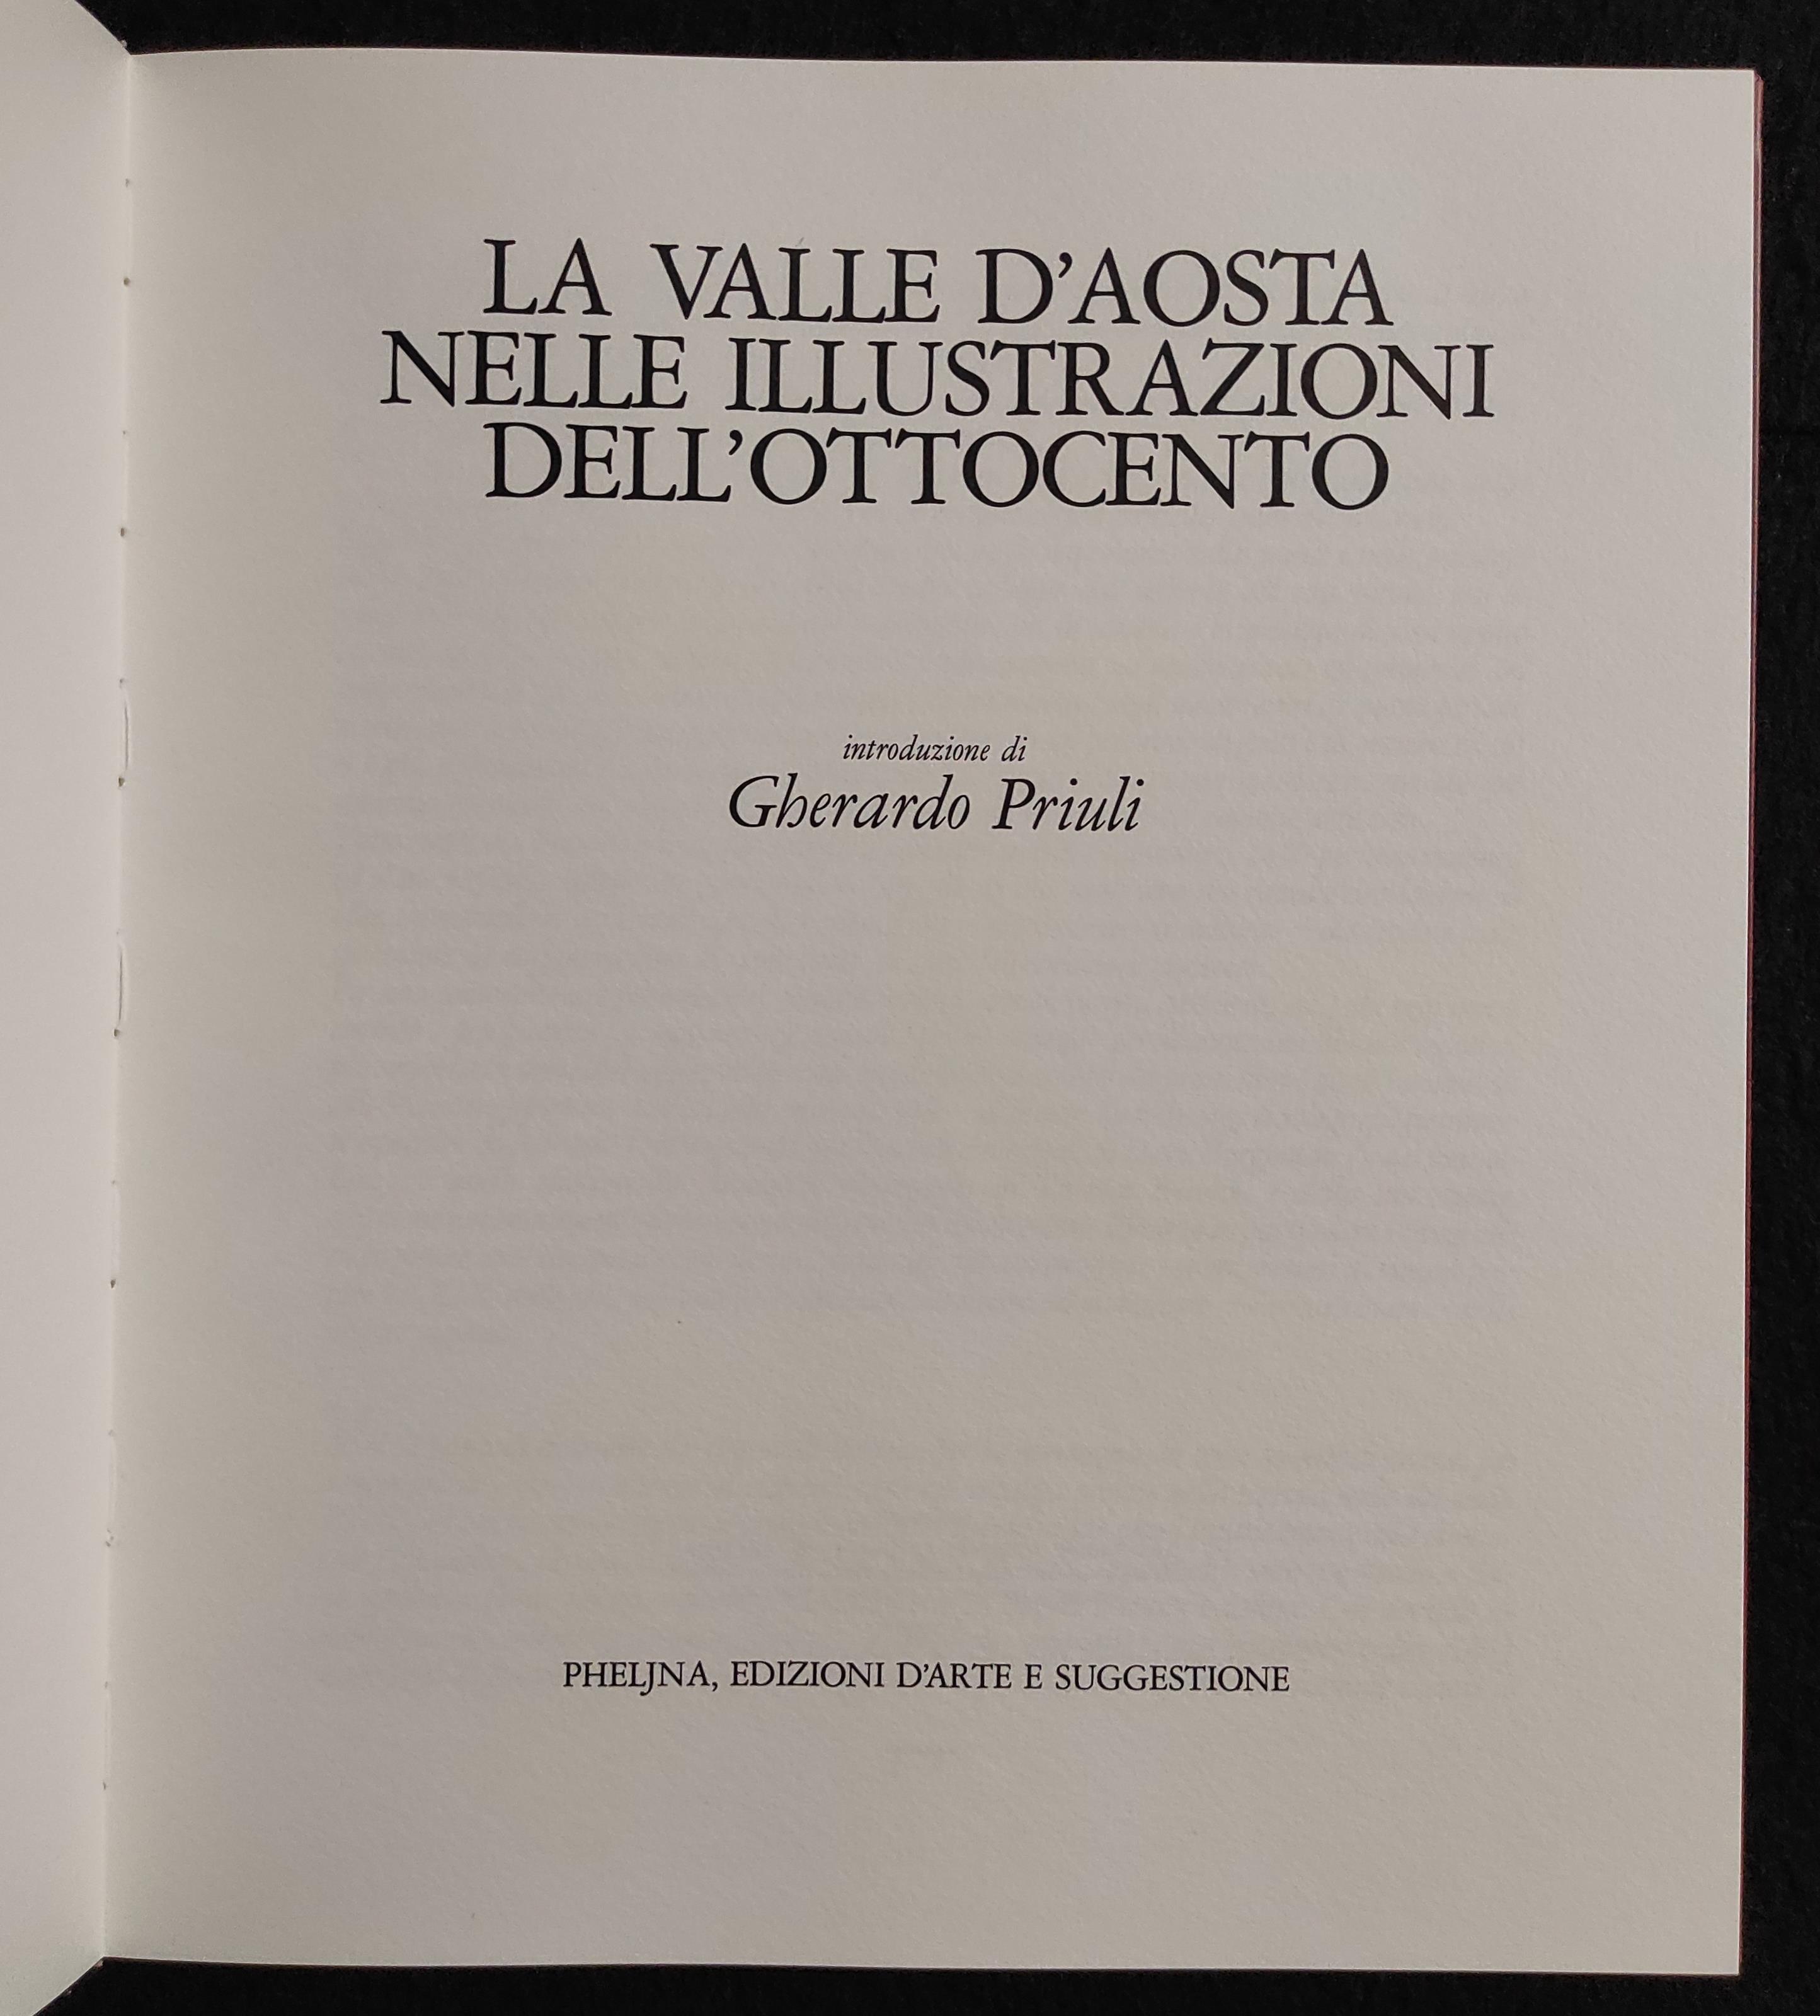 LA VALLE D'AOSTA
NELLE ILLUSTRAZIONI
DELL'OTTOCENTO
introduzione di
Gherardo Priuli
PHELJNA, EDIZIONI D'ARTE E SUGGESTIONE